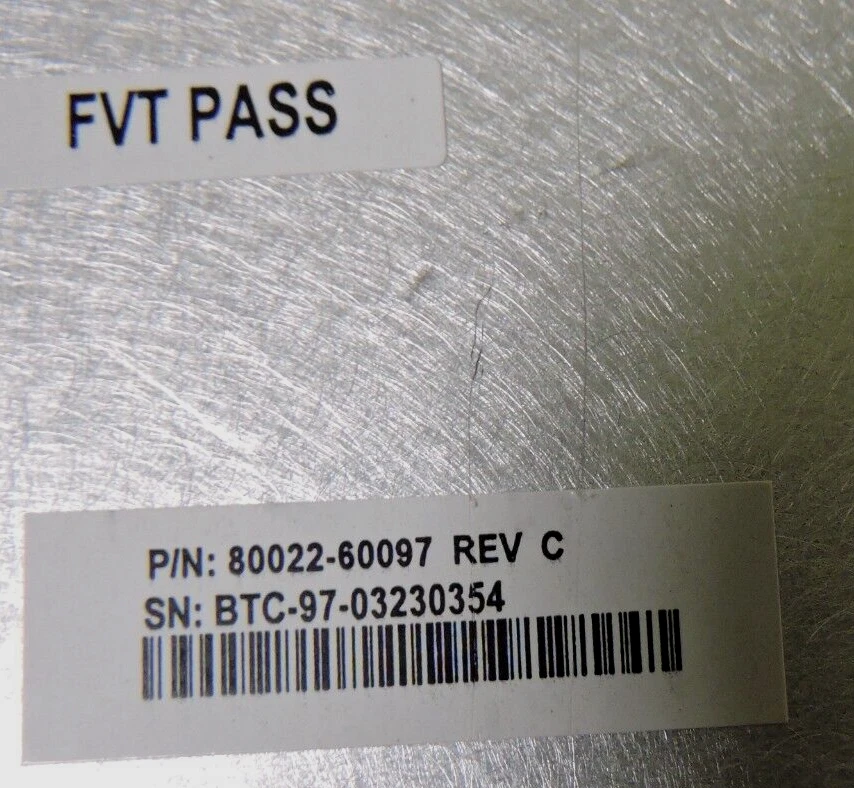 FVT PASS
P/N: 80022-60097 REV C
SN: BTC-97-03230354